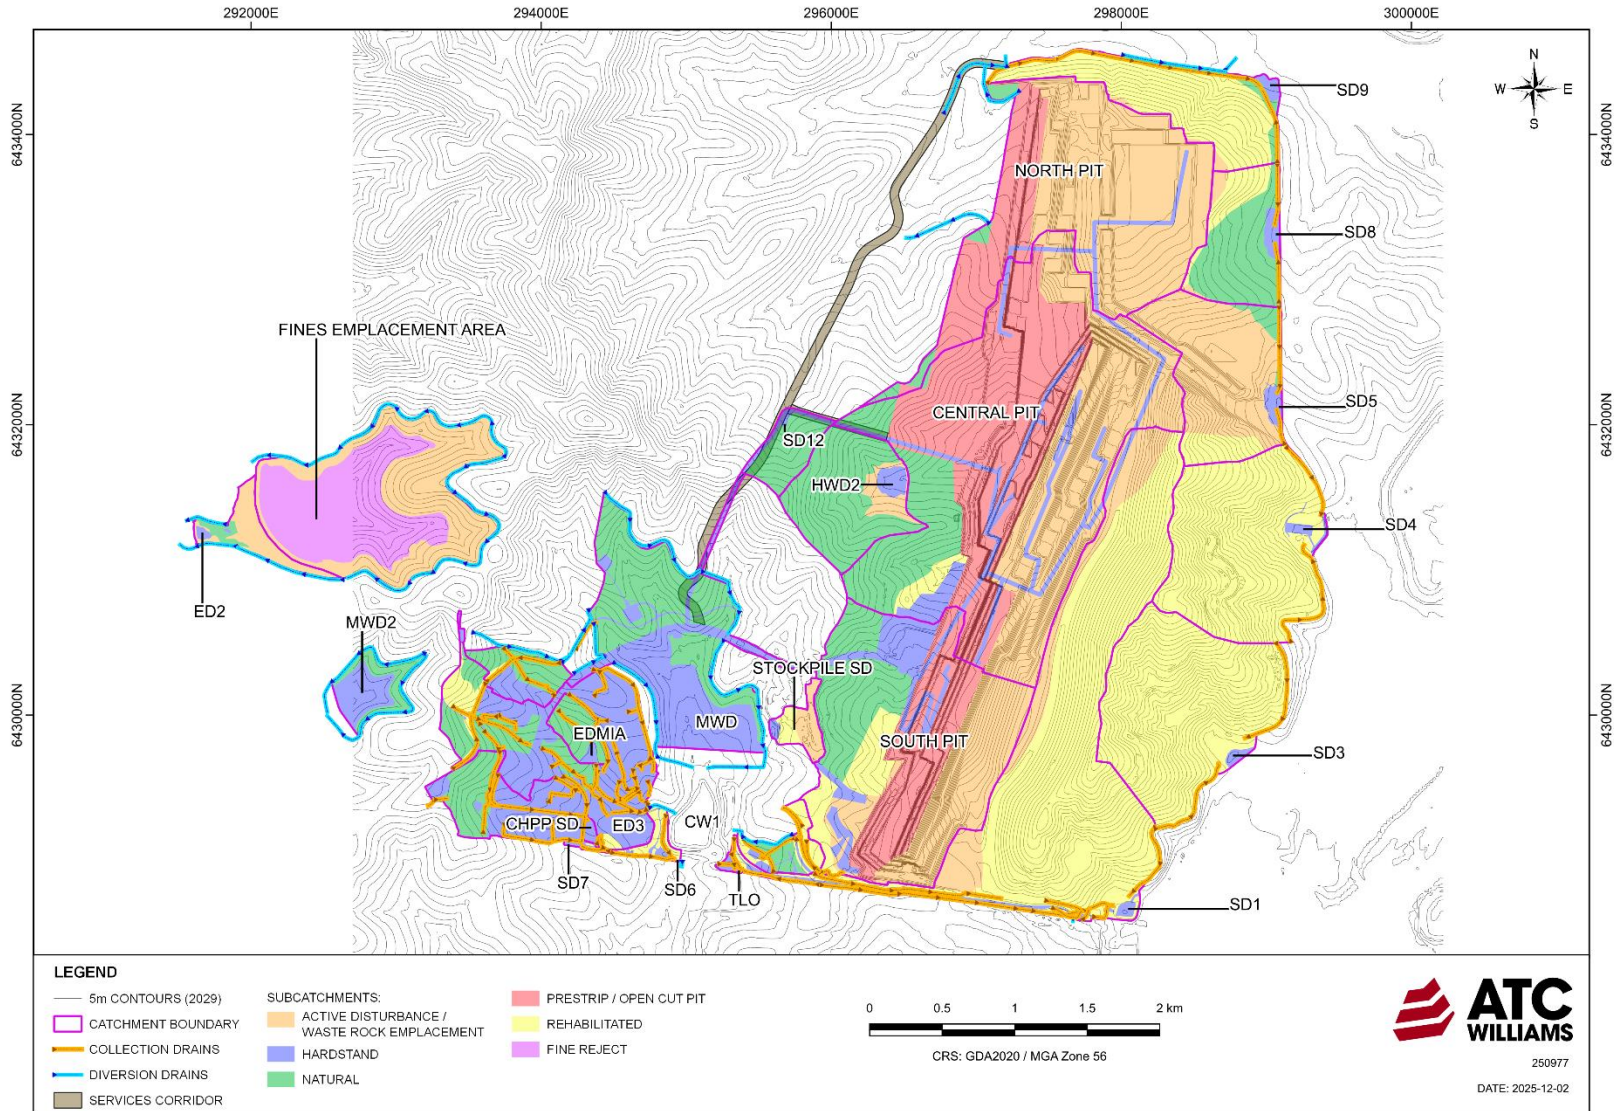 292000E
294000E
296000E
298000E
300000E
N
W
E
S
SD9
6434000N
6434000N
NORTH PIT
SD8
FINES EMPLACEMENT AREA
SD5
CENTRAL PIT
6432000N
6432000N
SD12
HWD2
SD4
ED2
MWD2
STOCKPILE SD
6430000N
6430000N
MWD
EDMIA
SOUTH PIT
SD3
CHPP SD
ED3
CW1
SD7
SD6
TLO
SD1
LEGEND
5m CONTOURS (2029)
CATCHMENT BOUNDARY
COLLECTION DRAINS
DIVERSION DRAINS
SERVICES CORRIDOR
SUBCATCHMENTS:
ACTIVE DISTURBANCE /
WASTE ROCK EMPLACEMENT
HARDSTAND
NATURAL
PRESTRIP / OPEN CUT PIT
REHABILITATED
FINE REJECT
0
0.5
1
1.5
2 km
CRS: GDA2020 / MGA Zone 56
ATC
WILLIAMS
250977
DATE: 2025-12-02